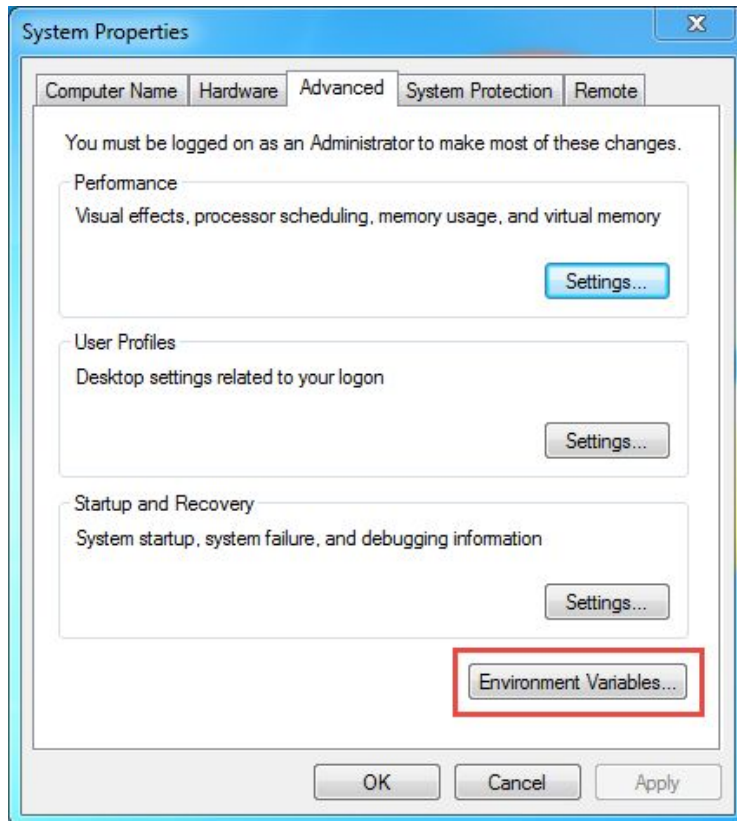 System Properties
Computer Name Hardware Advanced System Protection Remote
You must be logged on as an Administrator to make most of these changes.
Performance
Visual effects, processor scheduling, memory usage, and virtual memory
Settings...
User Profiles
Desktop settings related to your logon
Settings...
Startup and Recovery
System startup, system failure, and debugging information
Settings...
Environment Variables...
OK Cancel Apply